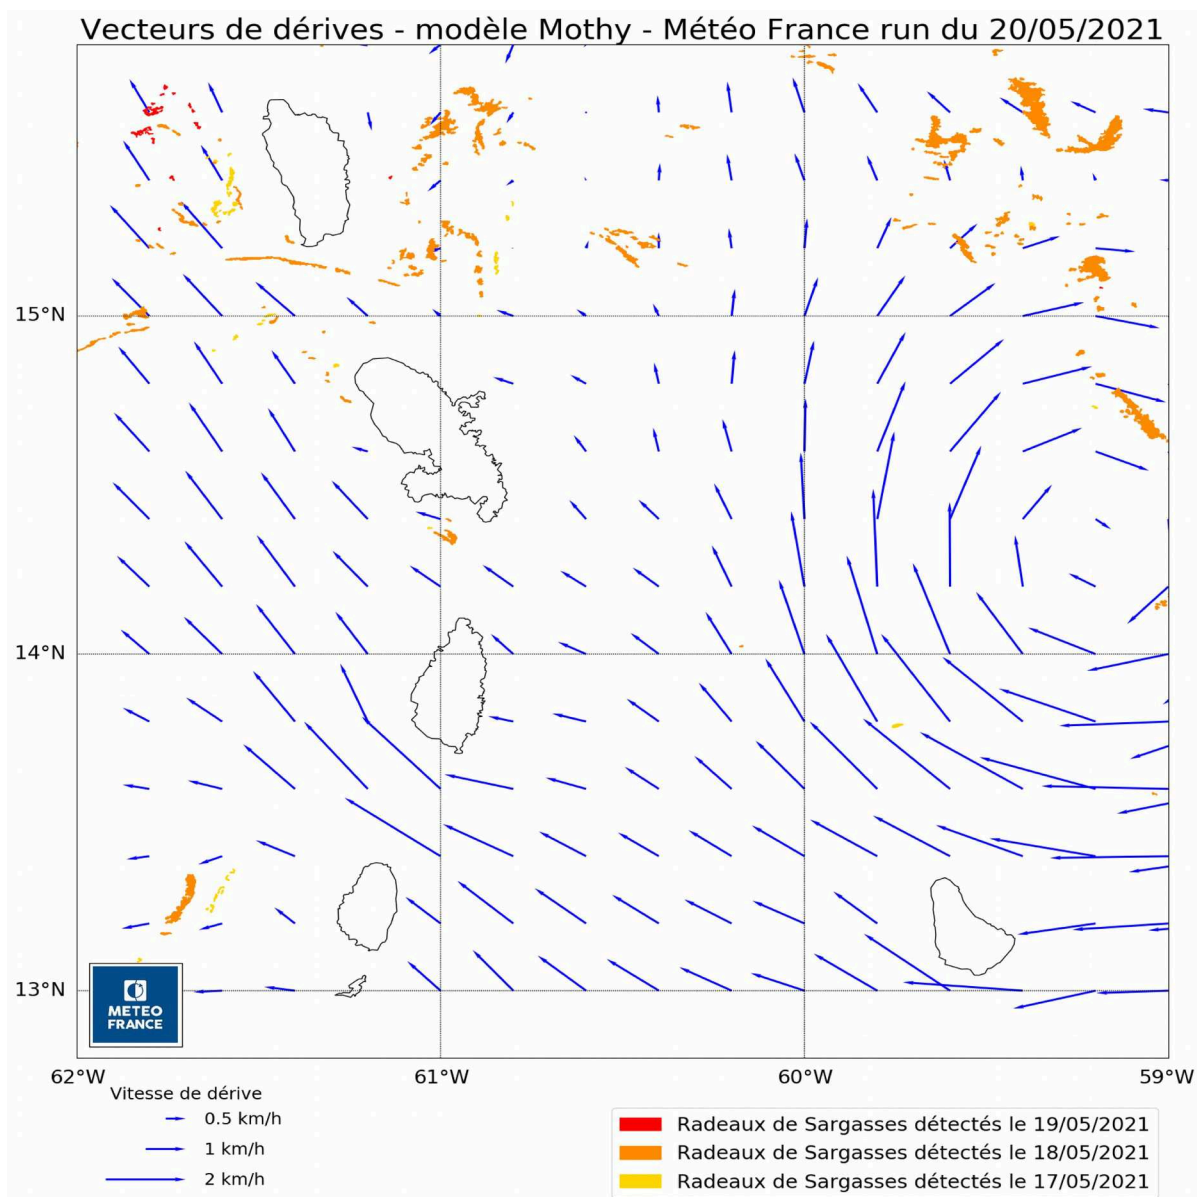 Vecteurs de dérives - modèle Mothy - Météo France run du 20/05/2021
15°N
14°N
13°N
METEO
FRANCE
62°W
61°W
60°W
59°W
Vitesse de dérive
0.5 km/h
1 km/h
2 km/h
Radeaux de Sargasses détectés le 19/05/2021
Radeaux de Sargasses détectés le 18/05/2021
Radeaux de Sargasses détectés le 17/05/2021